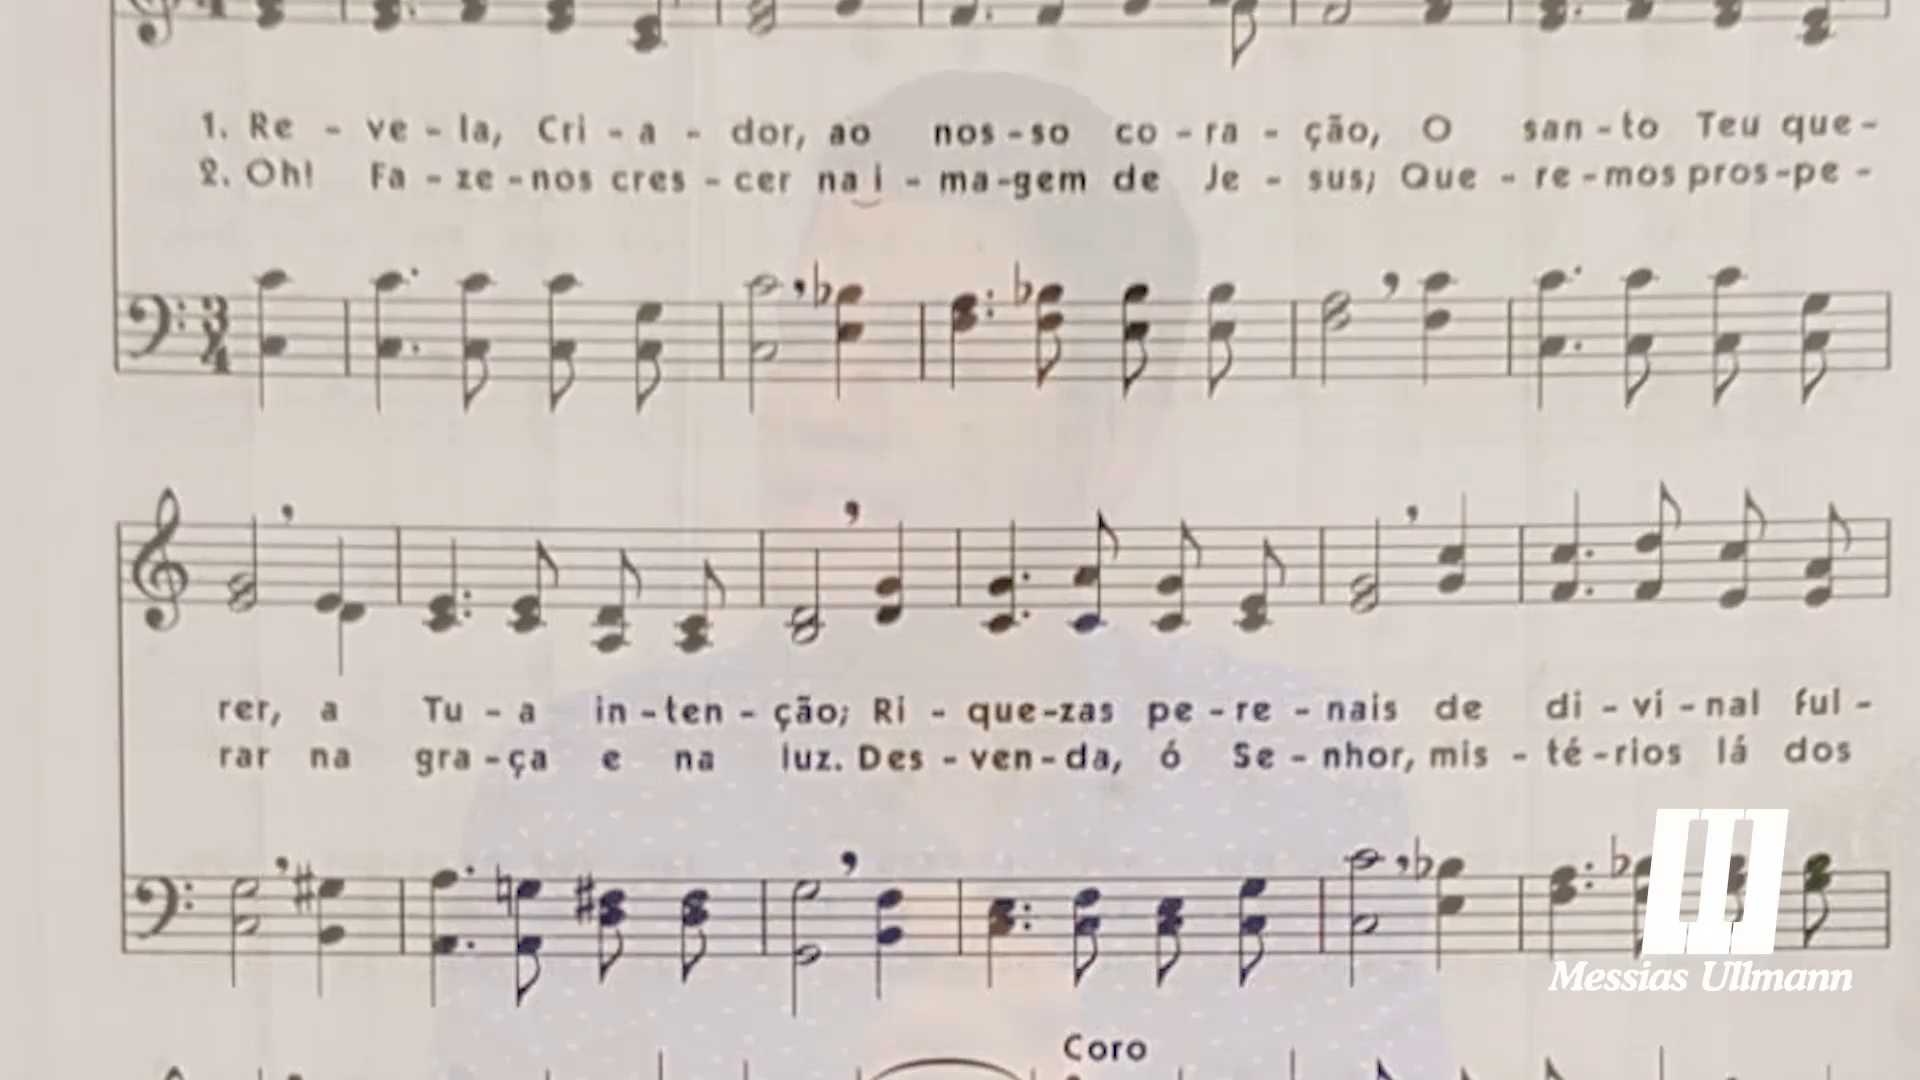 1. Re - ve - la, Cri - a - dor, ao nos - so co - ra - ção, O san - to Teu que -
2. Oh! Fa - ze - nos cres - cer na i - ma - gem de Je - sus; Que - re - mos pros - pe -
rer, a Tu - a in - ten - ção; Ri - que - zas pe - re - nais de di - vi - nal ful -
rar na gra - ça e na luz. Des - ven - da, ó Se - nhor, mis - té - rios lá dos
Messias Ullmann
Coro